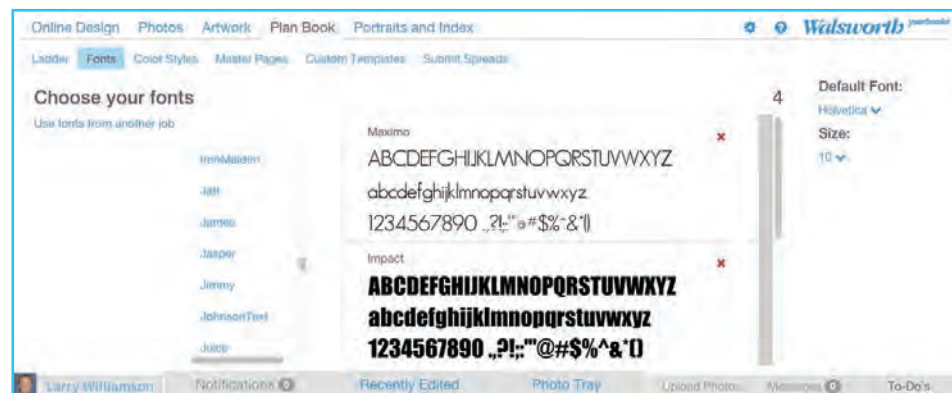 Online Design Photos Artwork Plan Book Portraits and Index Walsworth yearbooks
Ladder Fonts Color Styles Master Pages Custom Templates Submit Spreads
Choose your fonts
Use fonts from another job
IronMaiden
James
Jasper
Jimmy
JohnsonText
Juice
4
Maximo
ABCDEFGHIJKLMNOPQRSTUVWXYZ
abcdefghijklmnopqrstuvwxyz
1234567890 .,?!;:'"@#$%^&*()
Impact
ABCDEFGHIJKLMNOPQRSTUVWXYZ
abcdefghijklmnopqrstuvwxyz
1234567890 .,?!;:'"@#$%^&*()
Default Font:
Helvetica
Size:
10
Larry Williamson Notifications 0 Recently Edited Photo Tray Upload Photos Messages 0 To-Do's